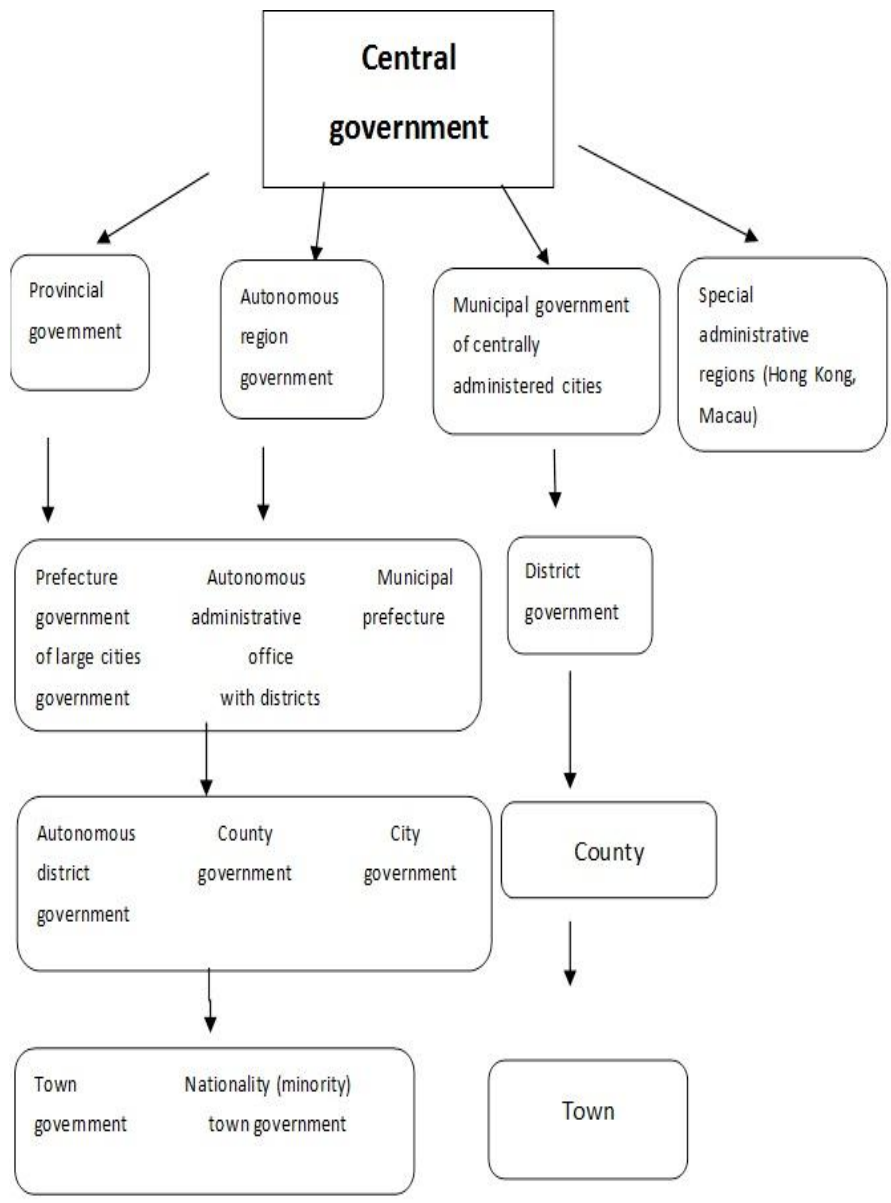 Central
government
Provincial
government
Autonomous
region
government
Municipal government
of centrally
administered cities
Special
administrative
regions (Hong Kong,
Macau)
Prefecture Autonomous Municipal
government administrative prefecture
of large cities office
government with districts
District
government
Autonomous County City
district government government
government
County
Town Nationality (minority)
government town government
Town